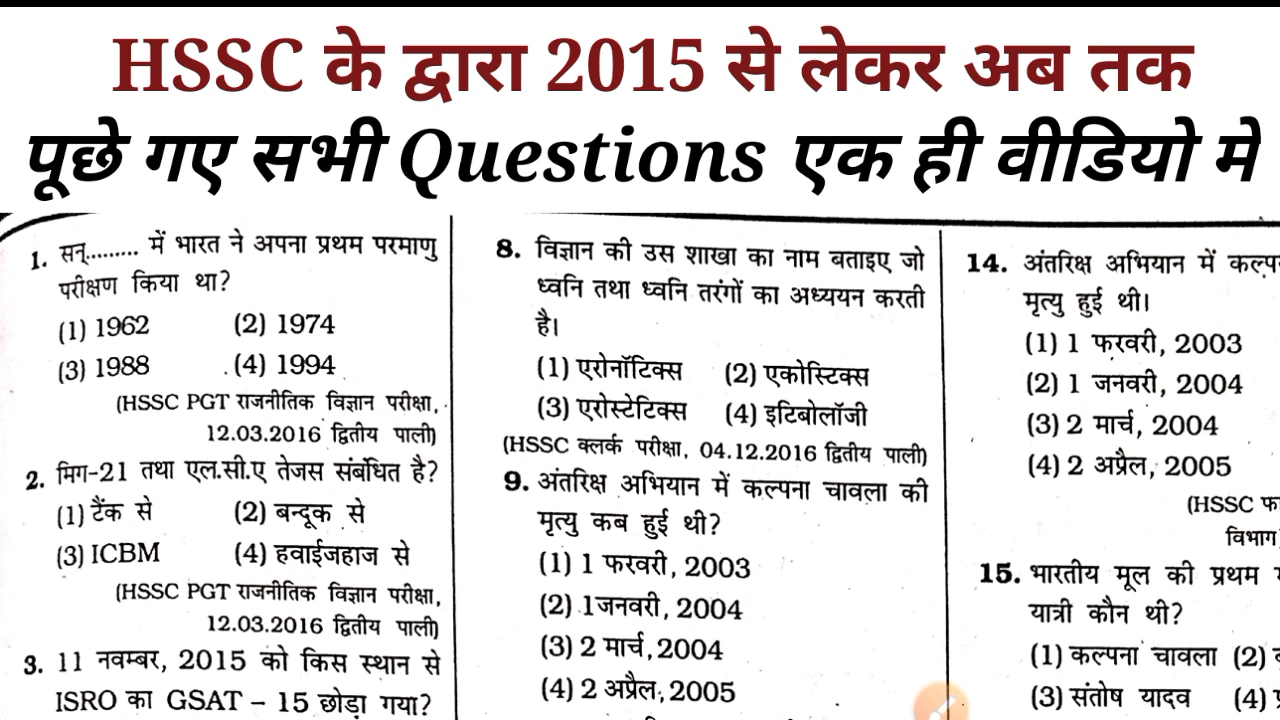 HSSC के द्वारा 2015 से लेकर अब तक
पूछे गए सभी Questions एक ही वीडियो मे
1. सन्......... में भारत ने अपना प्रथम परमाणु
परीक्षण किया था?
(1) 1962 (2) 1974
(3) 1988 (4) 1994
(HSSC PGT राजनीतिक विज्ञान परीक्षा,
12.03.2016 द्वितीय पाली)
2. मिग-21 तथा एल.सी.ए तेजस संबंधित है?
(1) टैंक से (2) बन्दूक से
(3) ICBM (4) हवाईजहाज से
(HSSC PGT राजनीतिक विज्ञान परीक्षा,
12.03.2016 द्वितीय पाली)
3. 11 नवम्बर, 2015 को किस स्थान से
ISRO का GSAT – 15 छोड़ा गया?
8. विज्ञान की उस शाखा का नाम बताइए जो
ध्वनि तथा ध्वनि तरंगों का अध्ययन करती
है।
(1) एरोनॉटिक्स (2) एकोस्टिक्स
(3) एरोस्टेटिक्स (4) इटिबोलॉजी
(HSSC क्लर्क परीक्षा, 04.12.2016 द्वितीय पाली)
9. अंतरिक्ष अभियान में कल्पना चावला की
मृत्यु कब हुई थी?
(1) 1 फरवरी, 2003
(2) 1जनवरी, 2004
(3) 2 मार्च, 2004
(4) 2 अप्रैल, 2005
14. अंतरिक्ष अभियान में कल्प
मृत्यु हुई थी।
(1) 1 फरवरी, 2003
(2) 1 जनवरी, 2004
(3) 2 मार्च, 2004
(4) 2 अप्रैल, 2005
(HSSC
विभाग
15. भारतीय मूल की प्रथम
यात्री कौन थी?
(1) कल्पना चावला (2)
(3) संतोष यादव (4)